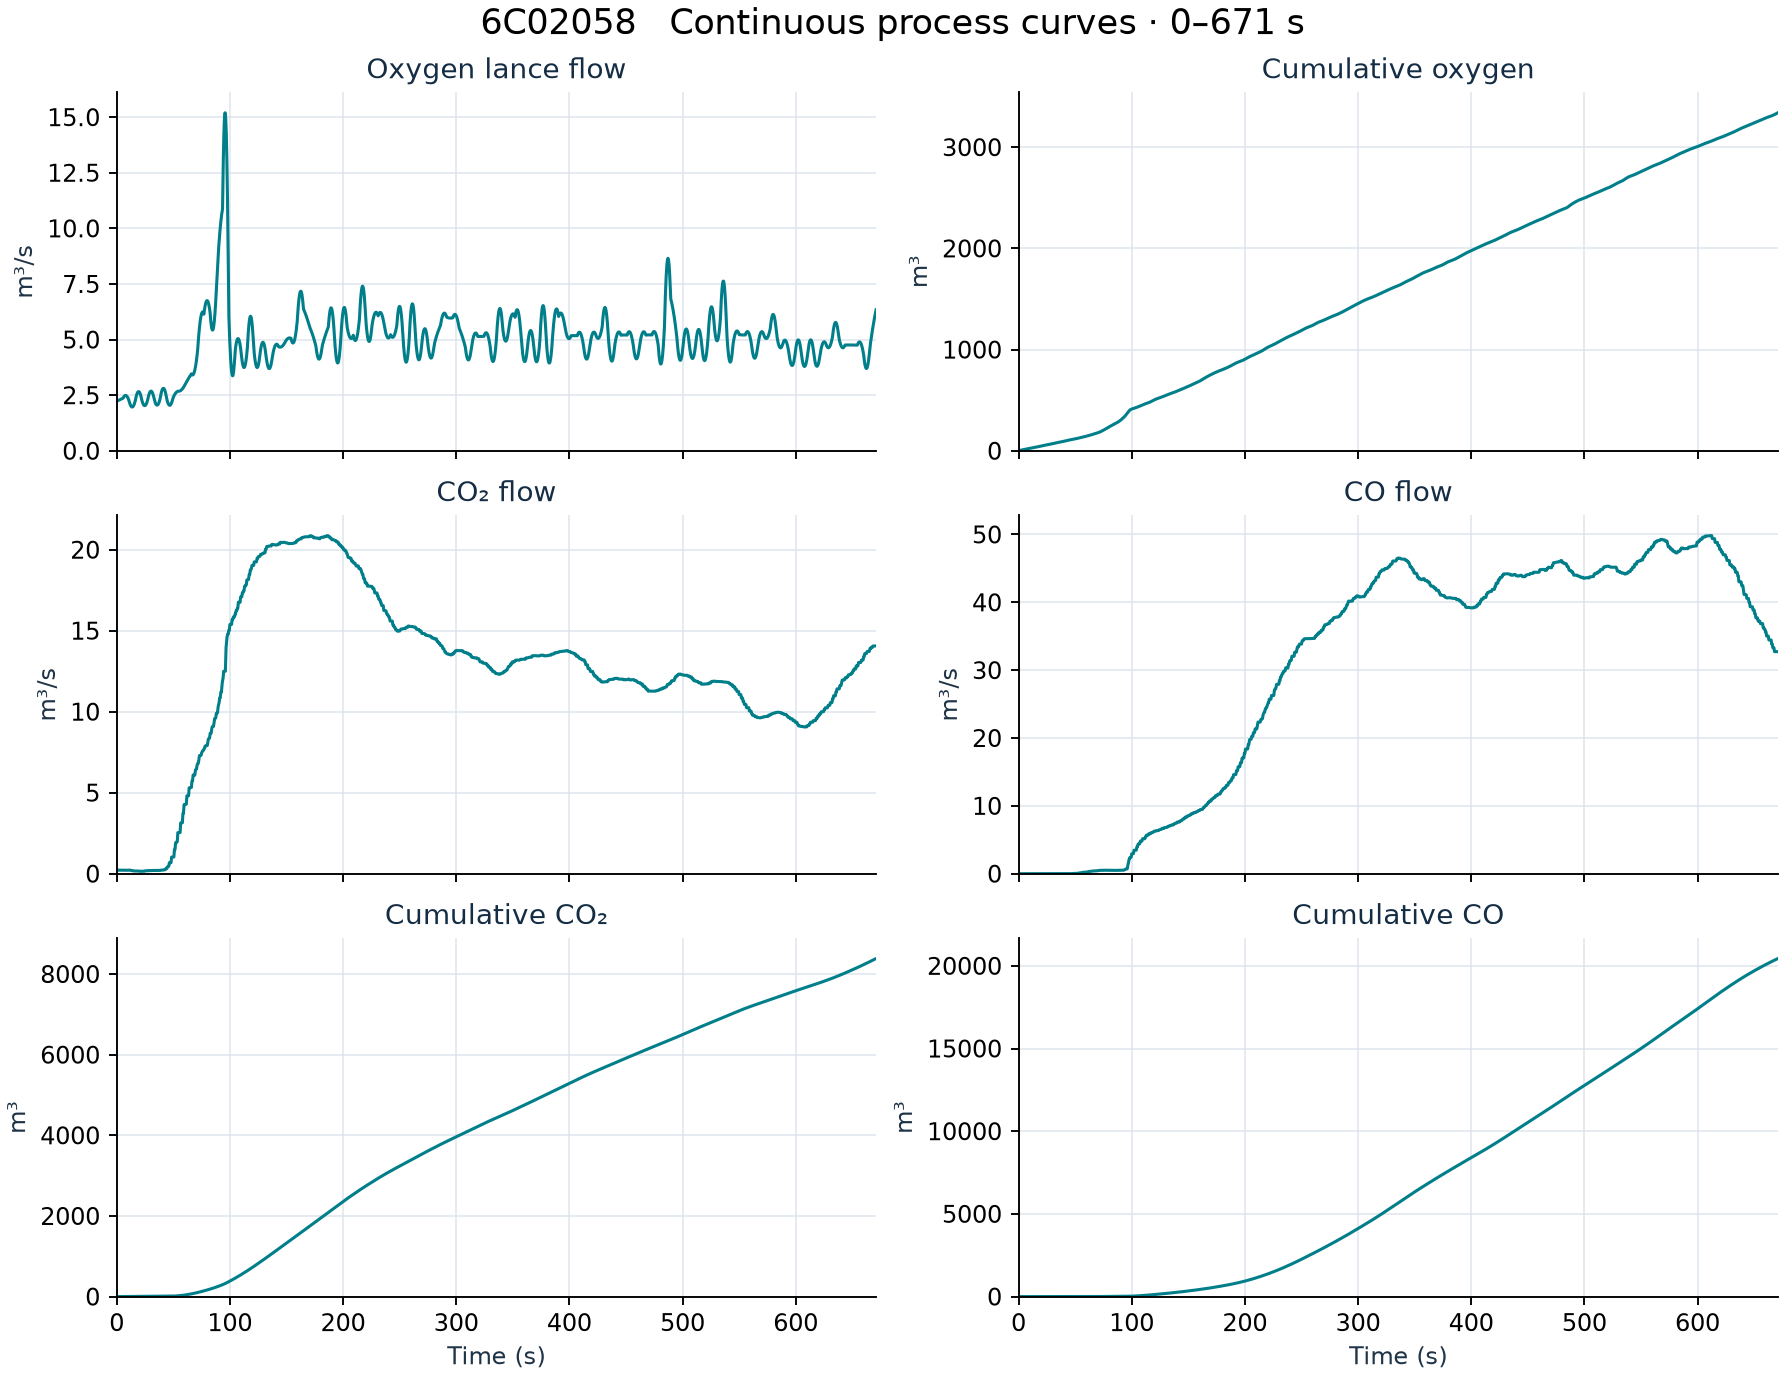 6C02058   Continuous process curves · 0–671 s
Oxygen lance flow
m³/s
15.0
12.5
10.0
7.5
5.0
2.5
0.0
Cumulative oxygen
m³
3000
2000
1000
0
CO₂ flow
m³/s
20
15
10
5
0
CO flow
m³/s
50
40
30
20
10
0
Cumulative CO₂
m³
8000
6000
4000
2000
0
0 100 200 300 400 500 600
Time (s)
Cumulative CO
m³
20000
15000
10000
5000
0
0 100 200 300 400 500 600
Time (s)